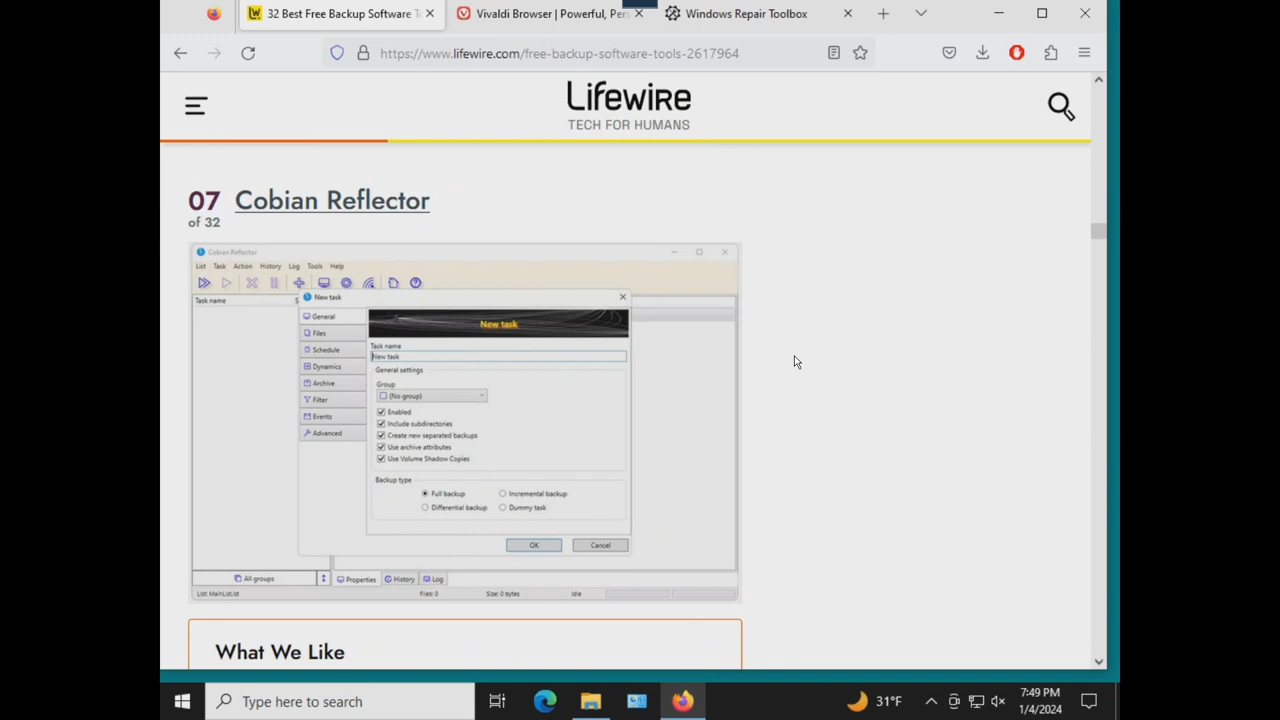 32 Best Free Backup Software T
Vivaldi Browser | Powerful, Per
Windows Repair Toolbox
https://www.lifewire.com/free-backup-software-tools-2617964
Lifewire
TECH FOR HUMANS
07 Cobian Reflector
of 32
Cobian Reflector
List Task Action History Log Tools Help
Task name
New task
General
Files
Schedule
Dynamics
Archive
Filter
Events
Advanced
New task
Task name
New task
General settings
Group
(No group)
Enabled
Include subdirectories
Create new separated backups
Use archive attributes
Use Volume Shadow Copies
Backup type
Full backup Incremental backup
Differential backup Dummy task
OK Cancel
All groups Properties History Log
List: MainList.lst Files: 0 Size: 0 bytes Idle
What We Like
Type here to search
31°F
7:49 PM
1/4/2024